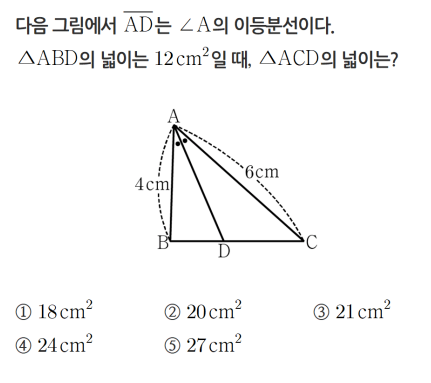 다음 그림에서 AD는 ∠A의 이등분선이다.
△ABD의 넓이는 12cm²일 때, △ACD의 넓이는?
A
6cm
4cm
B
D
C
① 18cm² ② 20cm² ③ 21cm²
④ 24cm² ⑤ 27cm²